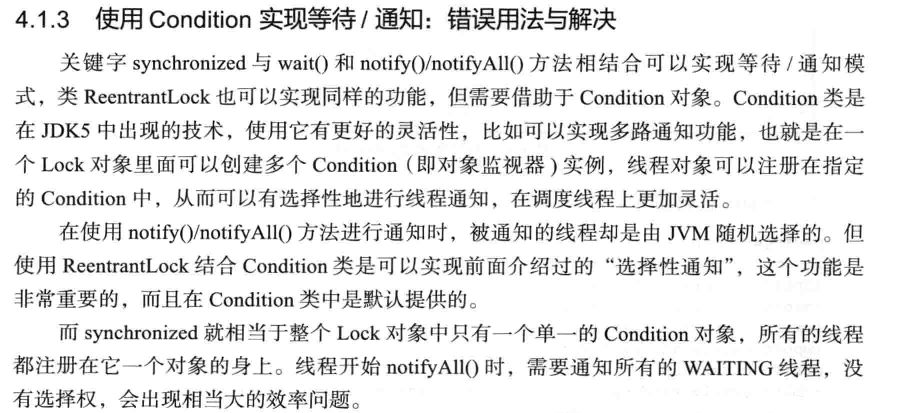 4.1.3 使用 Condition 实现等待 / 通知：错误用法与解决
关键字 synchronized 与 wait() 和 notify()/notifyAll() 方法相结合可以实现等待 / 通知模
式，类 ReentrantLock 也可以实现同样的功能，但需要借助于 Condition 对象。Condition 类是
在 JDK5 中出现的技术，使用它有更好的灵活性，比如可以实现多路通知功能，也就是在一
个 Lock 对象里面可以创建多个 Condition（即对象监视器）实例，线程对象可以注册在指定
的 Condition 中，从而可以有选择性地进行线程通知，在调度线程上更加灵活。
在使用 notify()/notifyAll() 方法进行通知时，被通知的线程却是由 JVM 随机选择的。但
使用 ReentrantLock 结合 Condition 类是可以实现前面介绍过的“选择性通知”，这个功能是
非常重要的，而且在 Condition 类中是默认提供的。
而 synchronized 就相当于整个 Lock 对象中只有一个单一的 Condition 对象，所有的线程
都注册在它一个对象的身上。线程开始 notifyAll() 时，需要通知所有的 WAITING 线程，没
有选择权，会出现相当大的效率问题。